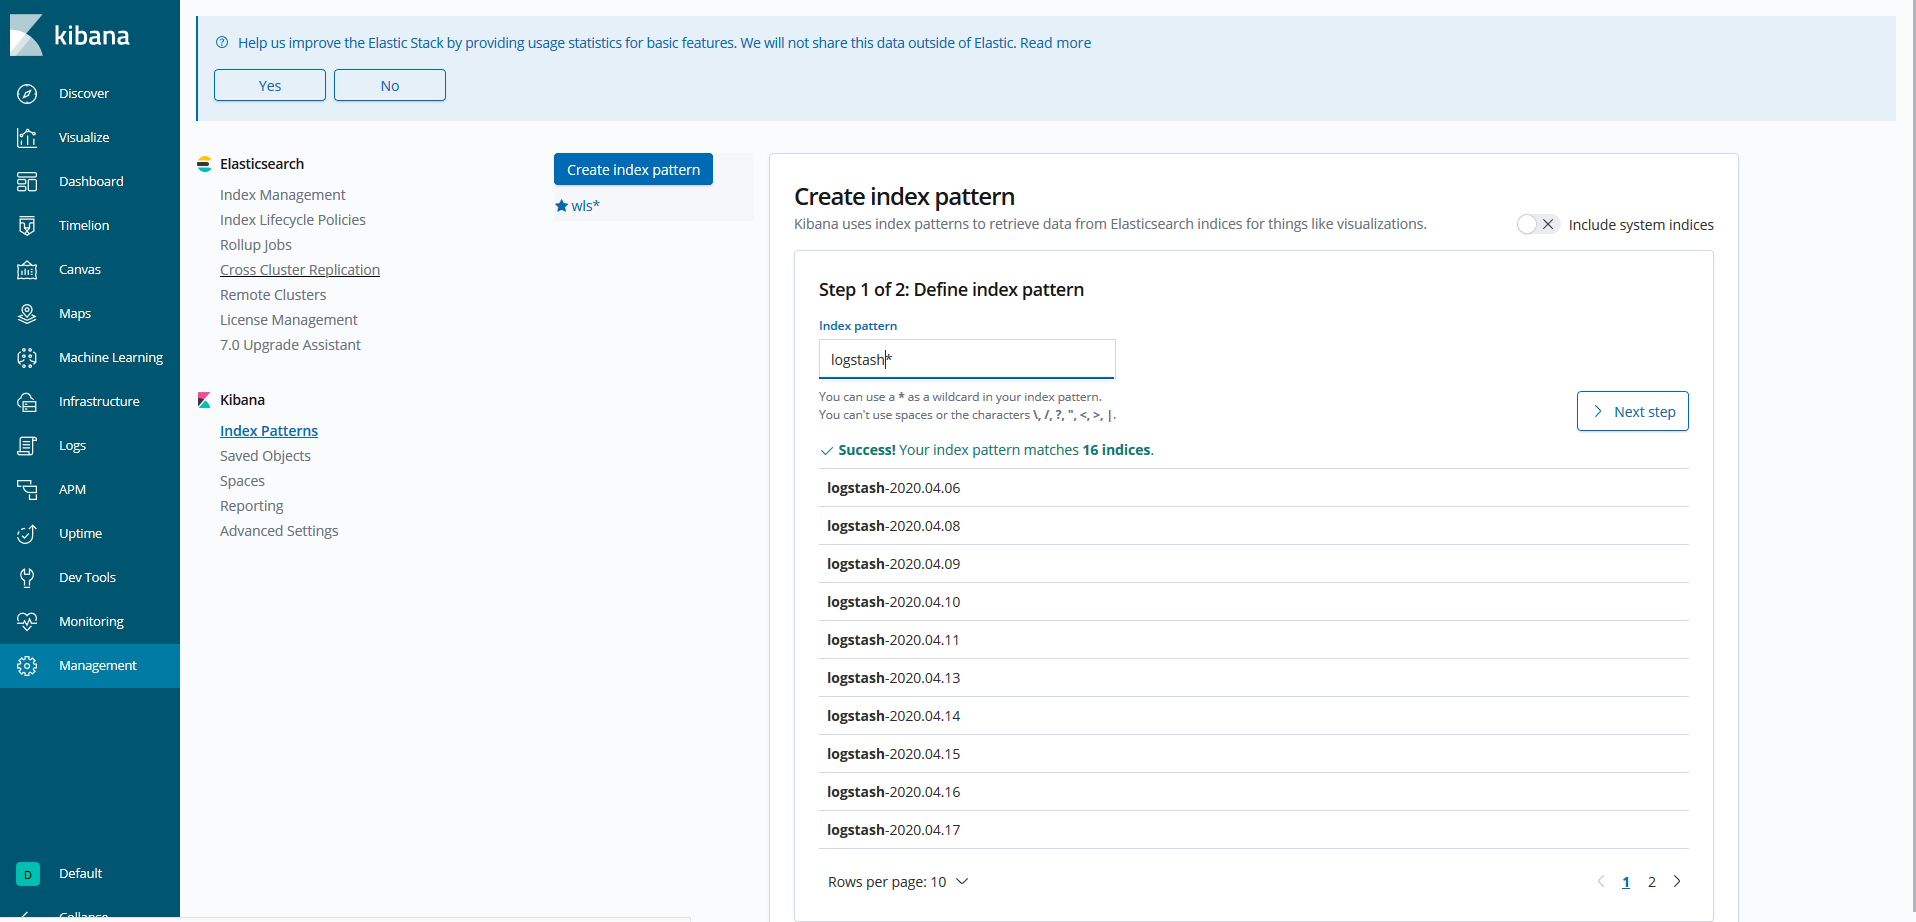 kibana
Discover
Visualize
Dashboard
Timelion
Canvas
Maps
Machine Learning
Infrastructure
Logs
APM
Uptime
Dev Tools
Monitoring
Management
D Default
Collapse
Help us improve the Elastic Stack by providing usage statistics for basic features. We will not share this data outside of Elastic. Read more
Yes No
Elasticsearch
Index Management
Index Lifecycle Policies
Rollup Jobs
Cross Cluster Replication
Remote Clusters
License Management
7.0 Upgrade Assistant
Kibana
Index Patterns
Saved Objects
Spaces
Reporting
Advanced Settings
Create index pattern
wls*
Create index pattern
Kibana uses index patterns to retrieve data from Elasticsearch indices for things like visualizations.
Include system indices
Step 1 of 2: Define index pattern
Index pattern
logstash*
You can use a * as a wildcard in your index pattern.
You can't use spaces or the characters \, /, ?, ", <, >, |.
Next step
Success! Your index pattern matches 16 indices.
logstash-2020.04.06
logstash-2020.04.08
logstash-2020.04.09
logstash-2020.04.10
logstash-2020.04.11
logstash-2020.04.13
logstash-2020.04.14
logstash-2020.04.15
logstash-2020.04.16
logstash-2020.04.17
Rows per page: 10
1 2